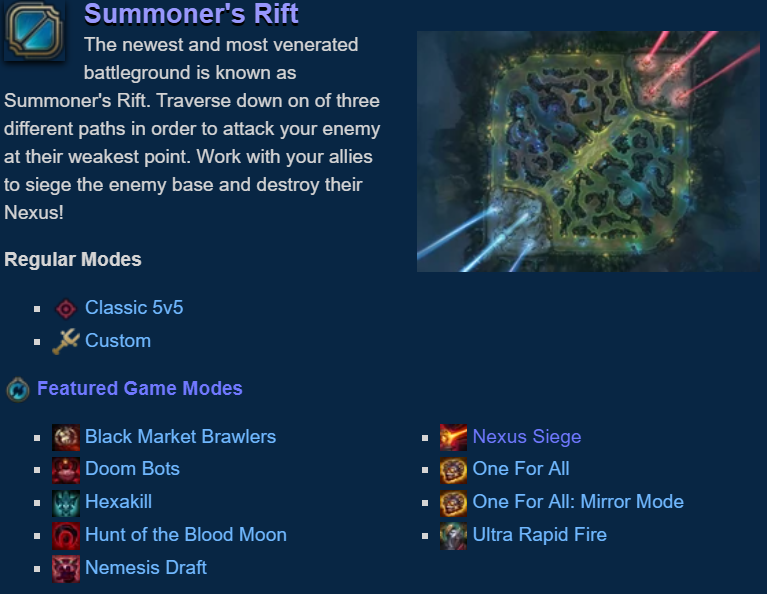 Summoner's Rift
The newest and most venerated
battleground is known as
Summoner's Rift. Traverse down on of three
different paths in order to attack your enemy
at their weakest point. Work with your allies
to siege the enemy base and destroy their
Nexus!
Regular Modes
Classic 5v5
Custom
Featured Game Modes
Black Market Brawlers
Doom Bots
Hexakill
Hunt of the Blood Moon
Nemesis Draft
Nexus Siege
One For All
One For All: Mirror Mode
Ultra Rapid Fire